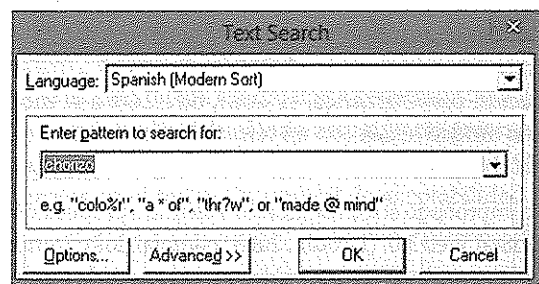 Text Search
Language: Spanish (Modern Sort)
Enter pattern to search for:
chorizo
e.g. "colo%r", "a * of", "thr?w", or "made @ mind"
Options... Advanced >> OK Cancel